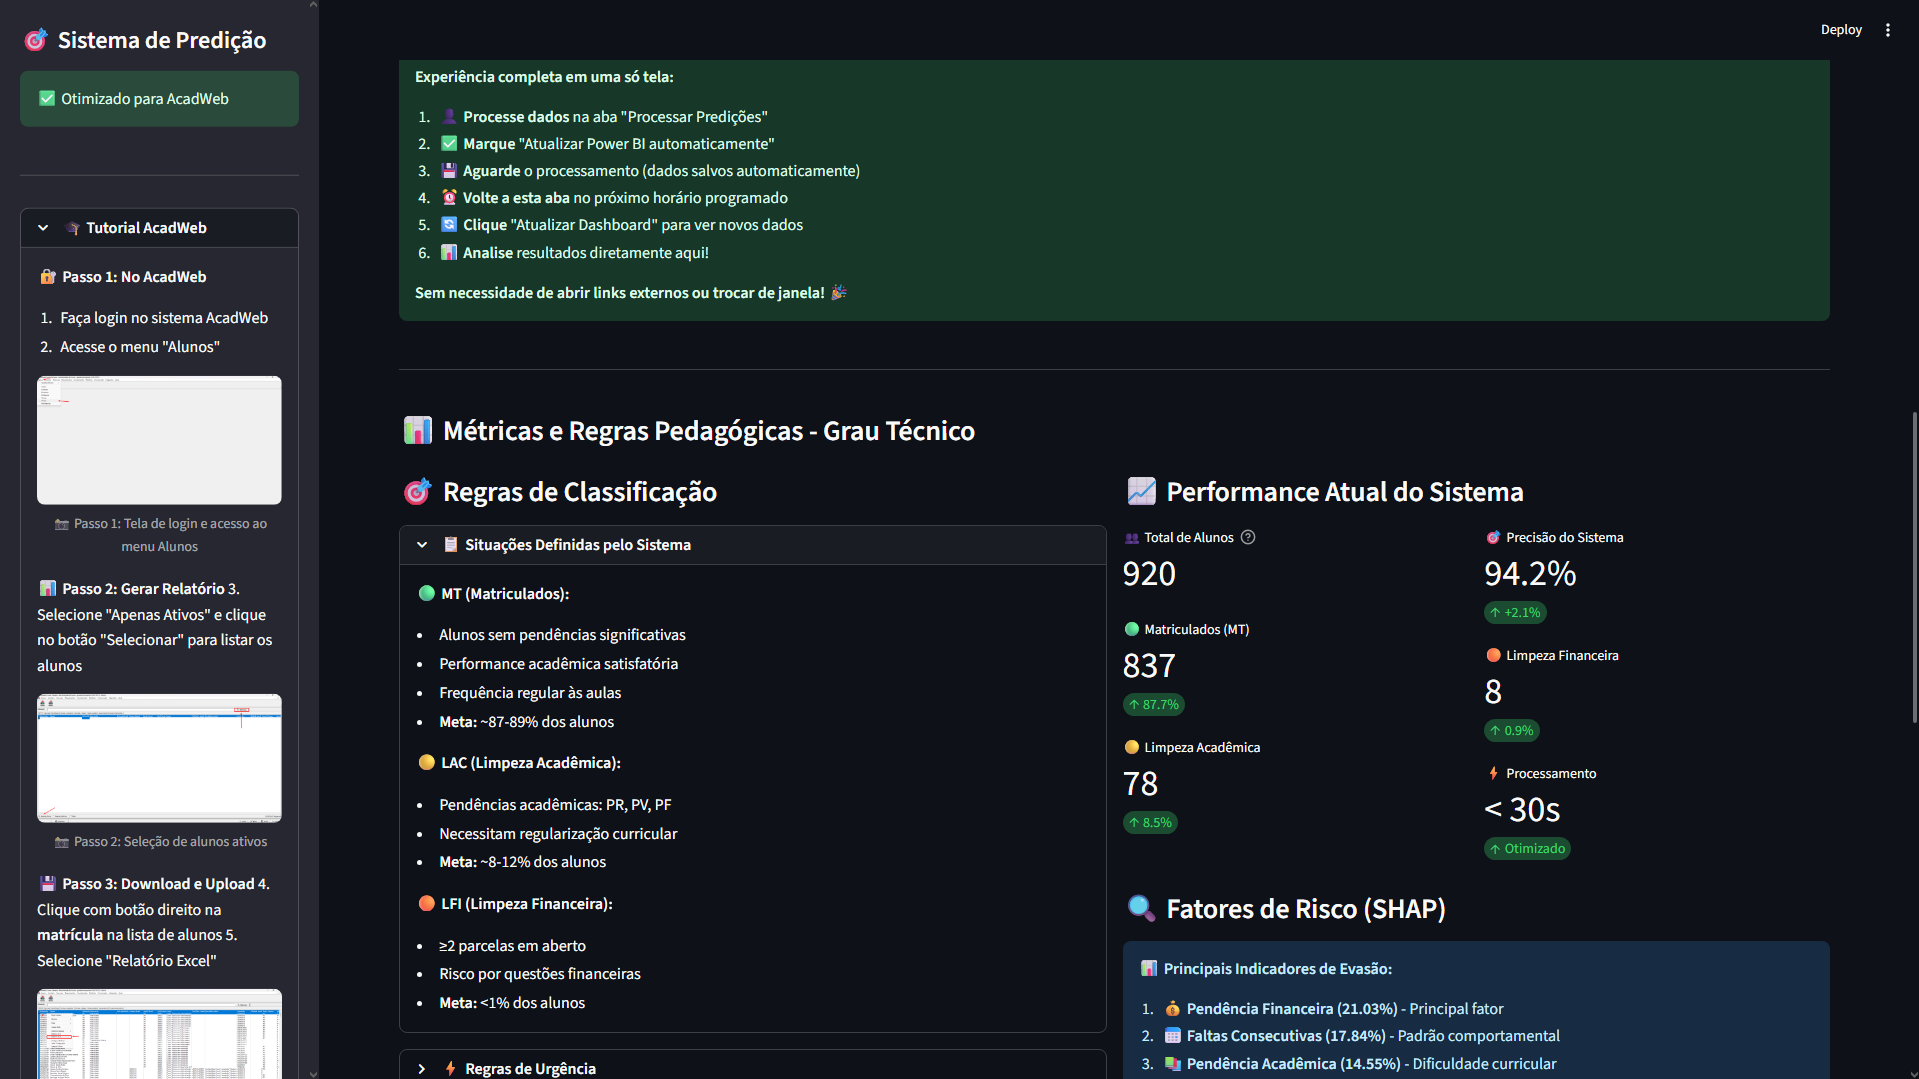 Sistema de Predição
Otimizado para AcadWeb
Tutorial AcadWeb
Passo 1: No AcadWeb
1. Faça login no sistema AcadWeb
2. Acesse o menu "Alunos"
Passo 1: Tela de login e acesso ao
menu Alunos
Passo 2: Gerar Relatório 3.
Selecione "Apenas Ativos" e clique
no botão "Selecionar" para listar os
alunos
Passo 2: Seleção de alunos ativos
Passo 3: Download e Upload 4.
Clique com botão direito na
matrícula na lista de alunos 5.
Selecione "Relatório Excel"
Deploy
Experiência completa em uma só tela:
1. Processe dados na aba "Processar Predições"
2. Marque "Atualizar Power BI automaticamente"
3. Aguarde o processamento (dados salvos automaticamente)
4. Volte a esta aba no próximo horário programado
5. Clique "Atualizar Dashboard" para ver novos dados
6. Analise resultados diretamente aqui!
Sem necessidade de abrir links externos ou trocar de janela!
Métricas e Regras Pedagógicas - Grau Técnico
Regras de Classificação
Situações Definidas pelo Sistema
MT (Matriculados):
• Alunos sem pendências significativas
• Performance acadêmica satisfatória
• Frequência regular às aulas
• Meta: ~87-89% dos alunos
LAC (Limpeza Acadêmica):
• Pendências acadêmicas: PR, PV, PF
• Necessitam regularização curricular
• Meta: ~8-12% dos alunos
LFI (Limpeza Financeira):
• ≥2 parcelas em aberto
• Risco por questões financeiras
• Meta: <1% dos alunos
Regras de Urgência
Performance Atual do Sistema
Total de Alunos
920
Matriculados (MT)
837
↑ 87.7%
Limpeza Acadêmica
78
↑ 8.5%
Precisão do Sistema
94.2%
↑ +2.1%
Limpeza Financeira
8
↑ 0.9%
Processamento
< 30s
↑ Otimizado
Fatores de Risco (SHAP)
Principais Indicadores de Evasão:
1. Pendência Financeira (21.03%) - Principal fator
2. Faltas Consecutivas (17.84%) - Padrão comportamental
3. Pendência Acadêmica (14.55%) - Dificuldade curricular